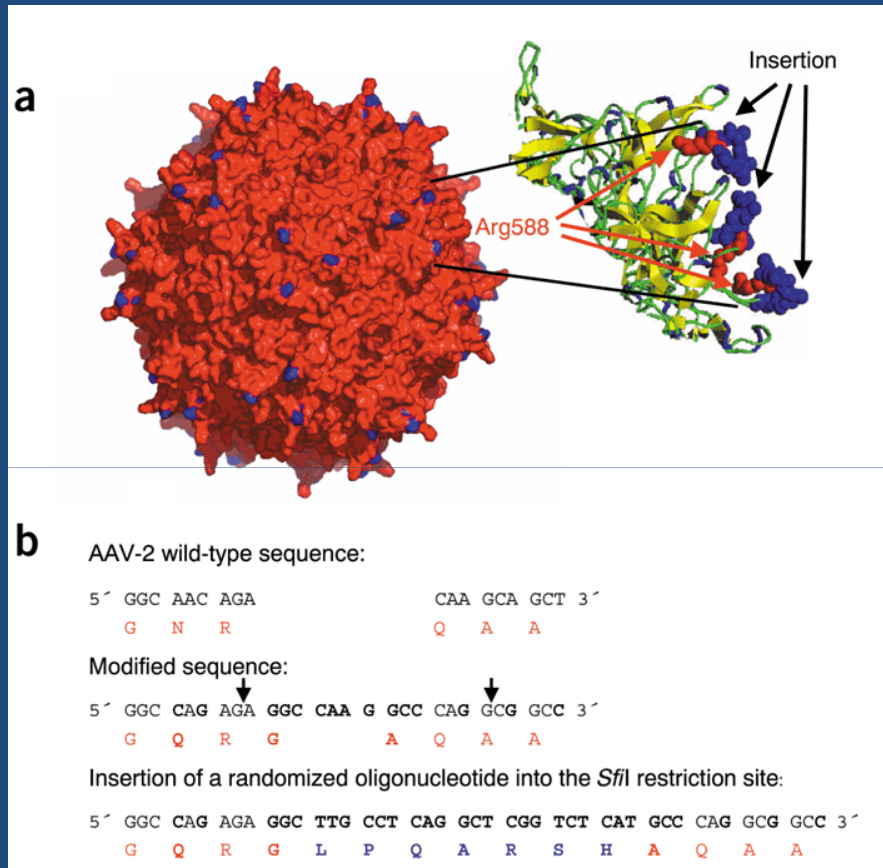 a
Insertion
Arg588
b
AAV-2 wild-type sequence:
5´ GGC AACAGA CAA GCA GCT 3´
G N R Q A A
Modified sequence:
5´ GGC CAG AGA GGC CAA G GCC CAG GCG GCC 3´
G Q R G A Q A A
Insertion of a randomized oligonucleotide into the SfiI restriction site:
5´ GGC CAG AGA GGC TTG CCT CAG GCT CGG TCT CAT GCC CAG GCG GCC 3´
G Q R G L P Q A R S H A Q A A